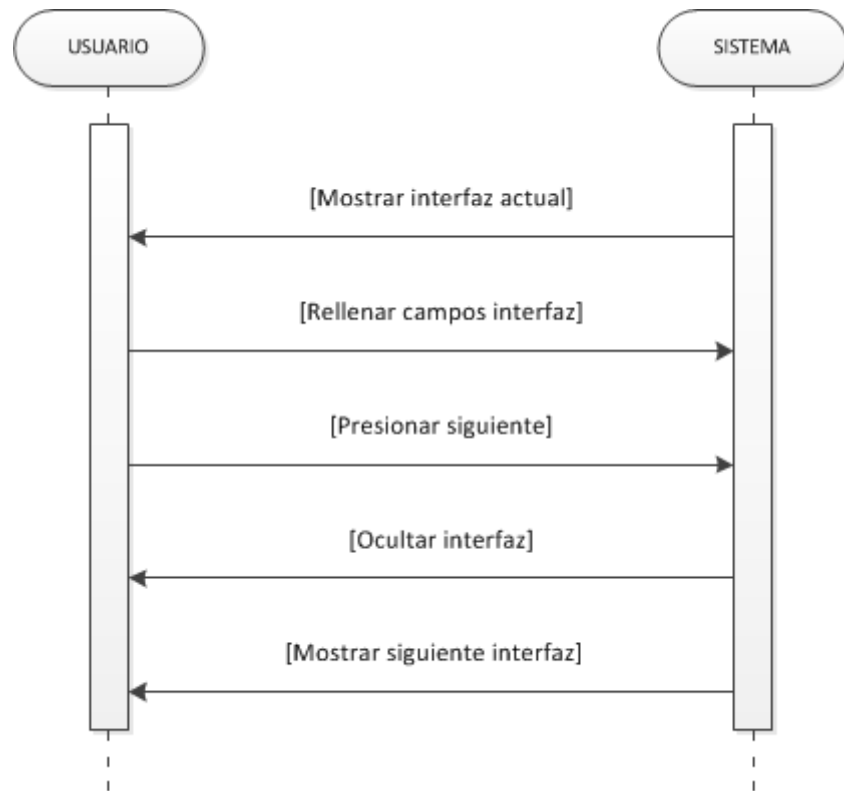 USUARIO
SISTEMA
[Mostrar interfaz actual]
[Rellenar campos interfaz]
[Presionar siguiente]
[Ocultar interfaz]
[Mostrar siguiente interfaz]